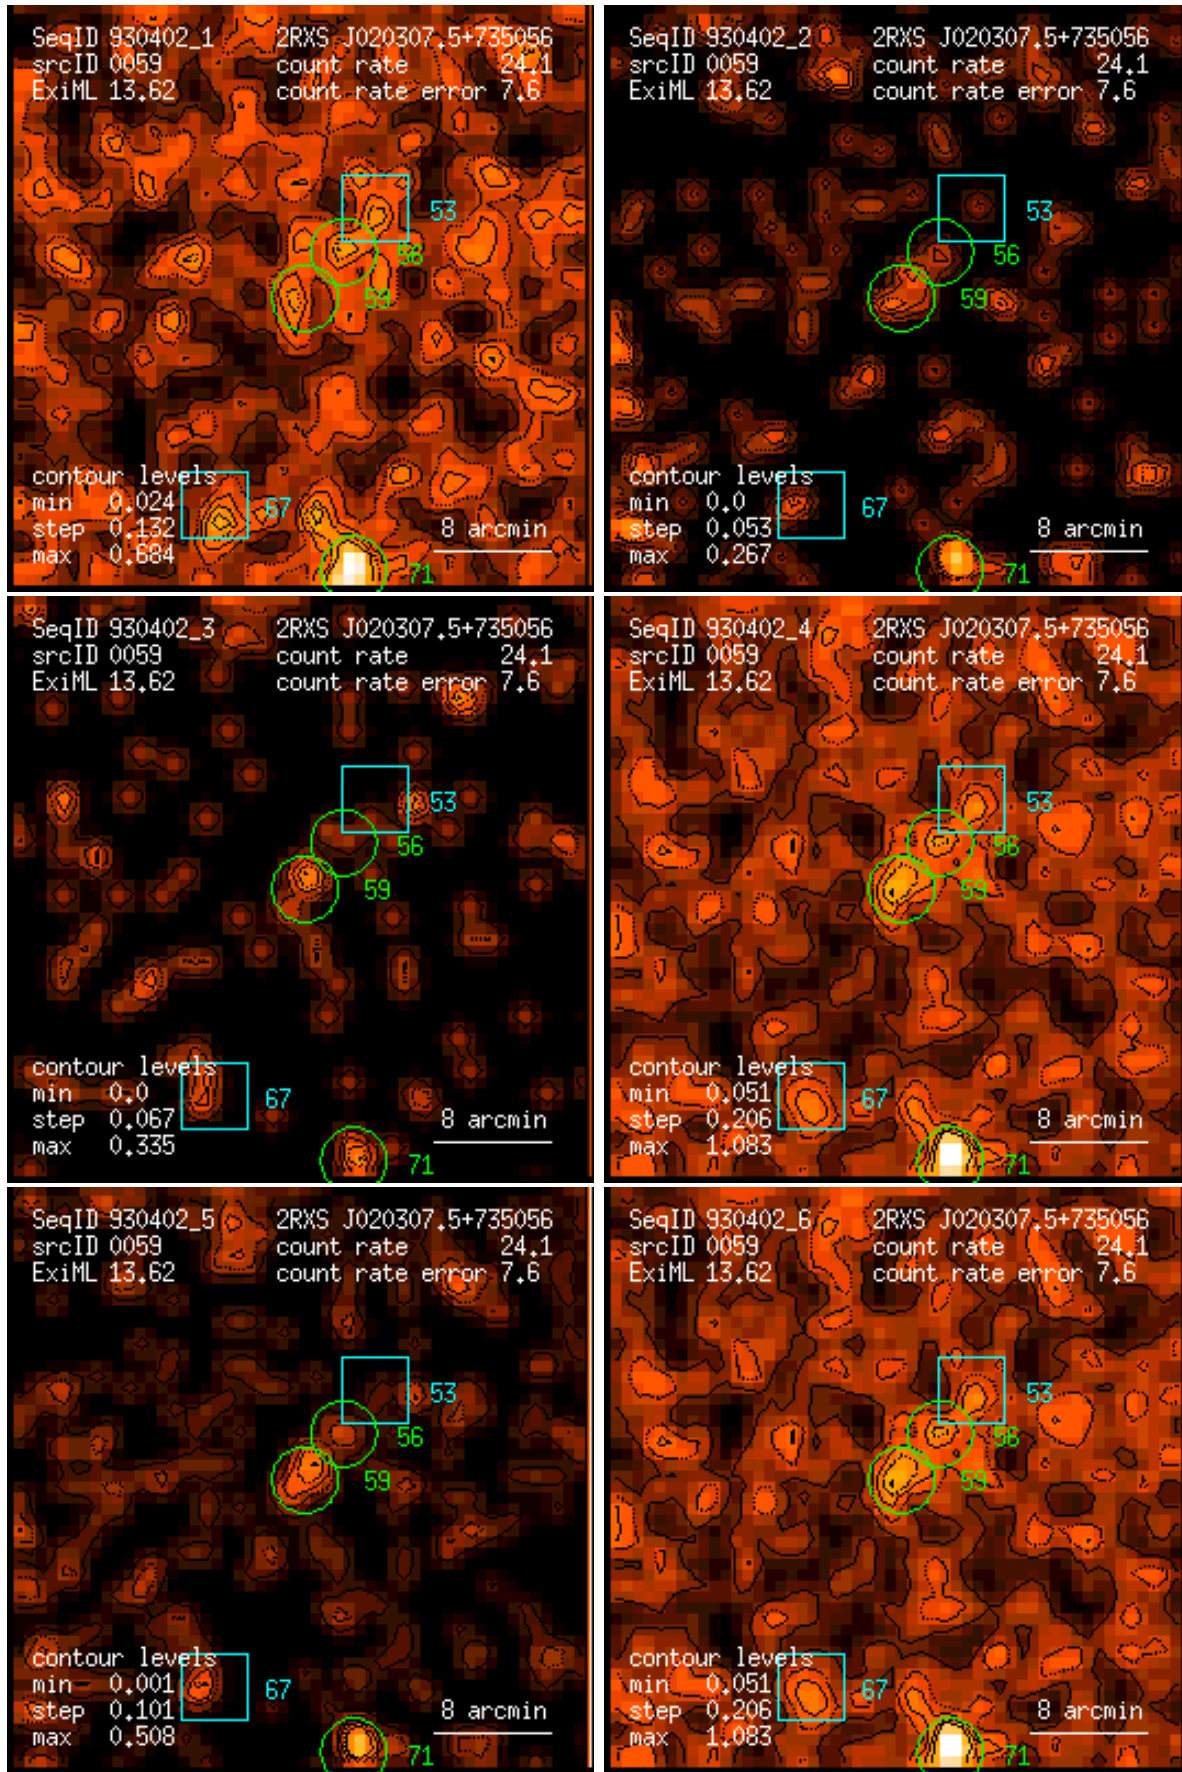 SeqID 930402_1 2RXS J020307.5+735056
srcID 0059 count rate 24.1
ExiML 13.62 count rate error 7.6
53
56
59
contour levels
min 0.024
67
step 0.132
8 arcmin
max 0.684
71
SeqID 930402_2 2RXS J020307.5+735056
srcID 0059 count rate 24.1
ExiML 13.62 count rate error 7.6
53
56
59
contour levels
min 0.0
67
step 0.053
8 arcmin
max 0.267
71
SeqID 930402_3 2RXS J020307.5+735056
srcID 0059 count rate 24.1
ExiML 13.62 count rate error 7.6
53
56
59
contour levels
min 0.0
67
step 0.067
8 arcmin
max 0.335
71
SeqID 930402_4 2RXS J020307.5+735056
srcID 0059 count rate 24.1
ExiML 13.62 count rate error 7.6
53
56
59
contour levels
min 0.051
67
step 0.206
8 arcmin
max 1.083
71
SeqID 930402_5 2RXS J020307.5+735056
srcID 0059 count rate 24.1
ExiML 13.62 count rate error 7.6
53
56
59
contour levels
min 0.001
67
step 0.101
8 arcmin
max 0.508
71
SeqID 930402_6 2RXS J020307.5+735056
srcID 0059 count rate 24.1
ExiML 13.62 count rate error 7.6
53
56
59
contour levels
min 0.051
67
step 0.206
8 arcmin
max 1.083
71